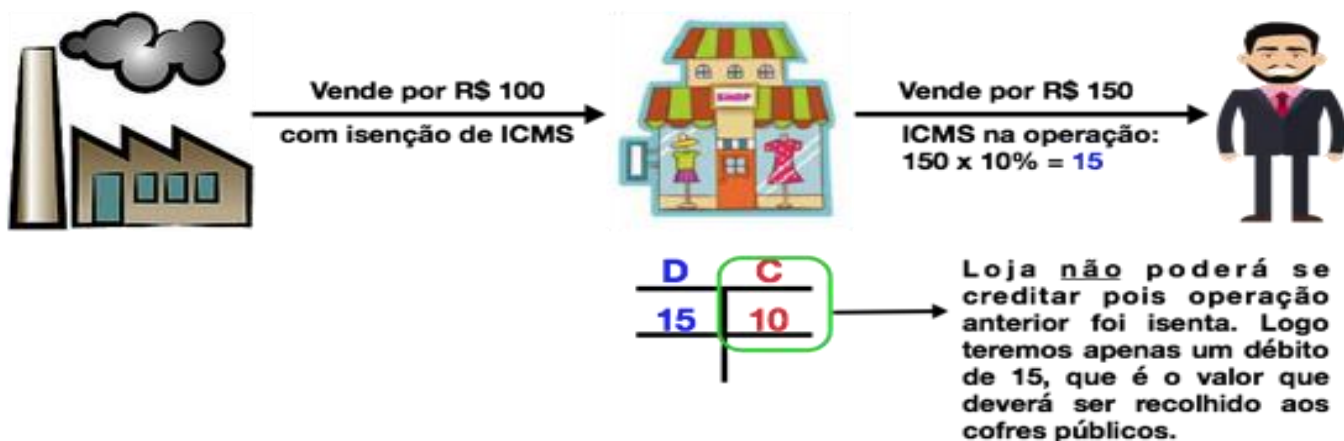 Vende por R$ 100
com isenção de ICMS
SHOP
Vende por R$ 150
ICMS na operação:
150 x 10% = 15
D C
15 10
Loja não poderá se
creditar pois operação
anterior foi isenta. Logo
teremos apenas um débito
de 15, que é o valor que
deverá ser recolhido aos
cofres públicos.